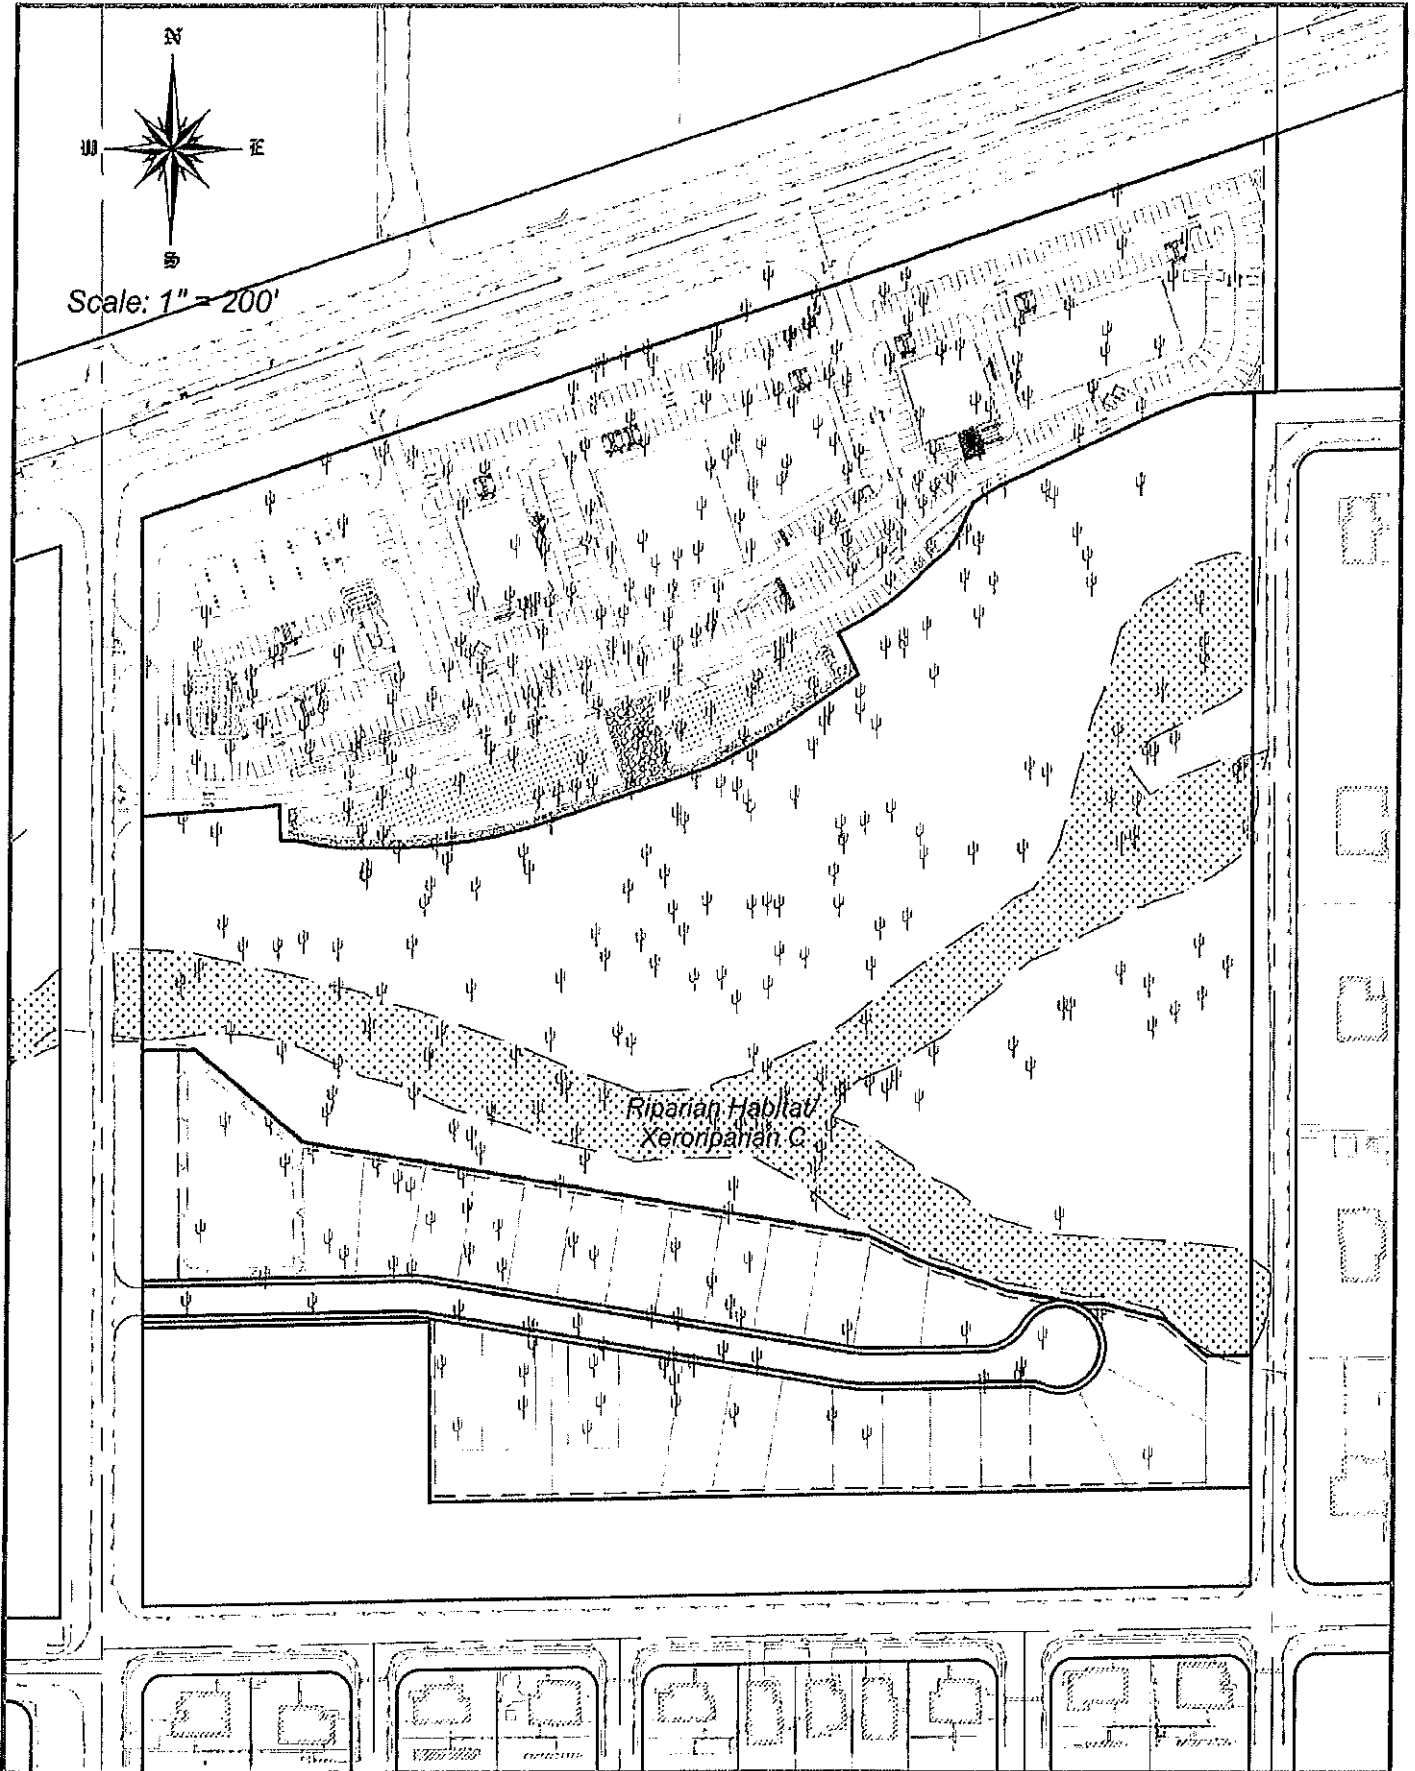 N
W E
S
Scale: 1" = 200'
Riparian Habitat/
Xeroriparian C